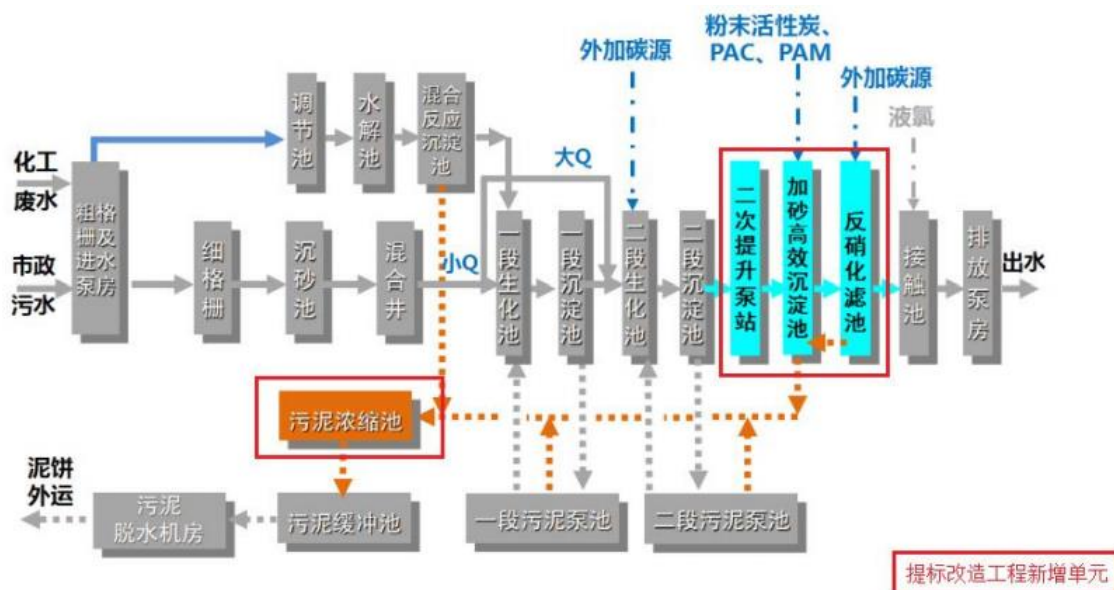 粉末活性炭、
PAC、PAM
外加碳源
外加碳源
液氯
调节池
水解池
混合
反应
沉淀
池
大Q
化工
废水
市政
污水
粗格
栅及
进水
泵房
细格栅
沉砂池
混合井
小Q
一段生化池
一段沉淀池
二段生化池
二段沉淀池
二次提升泵站
加砂高效沉淀池
反硝化滤池
接触池
排放泵房
出水
污泥浓缩池
泥饼
外运
污泥
脱水机房
污泥缓冲池
一段污泥泵池
二段污泥泵池
提标改造工程新增单元